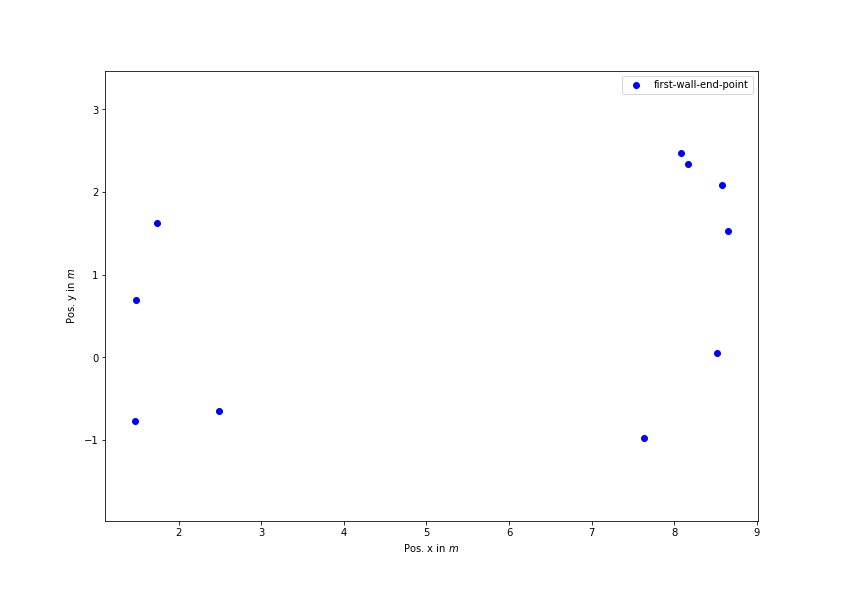 first-wall-end-point
3
2
1
0
−1
Pos. y in m
2 3 4 5 6 7 8 9
Pos. x in m